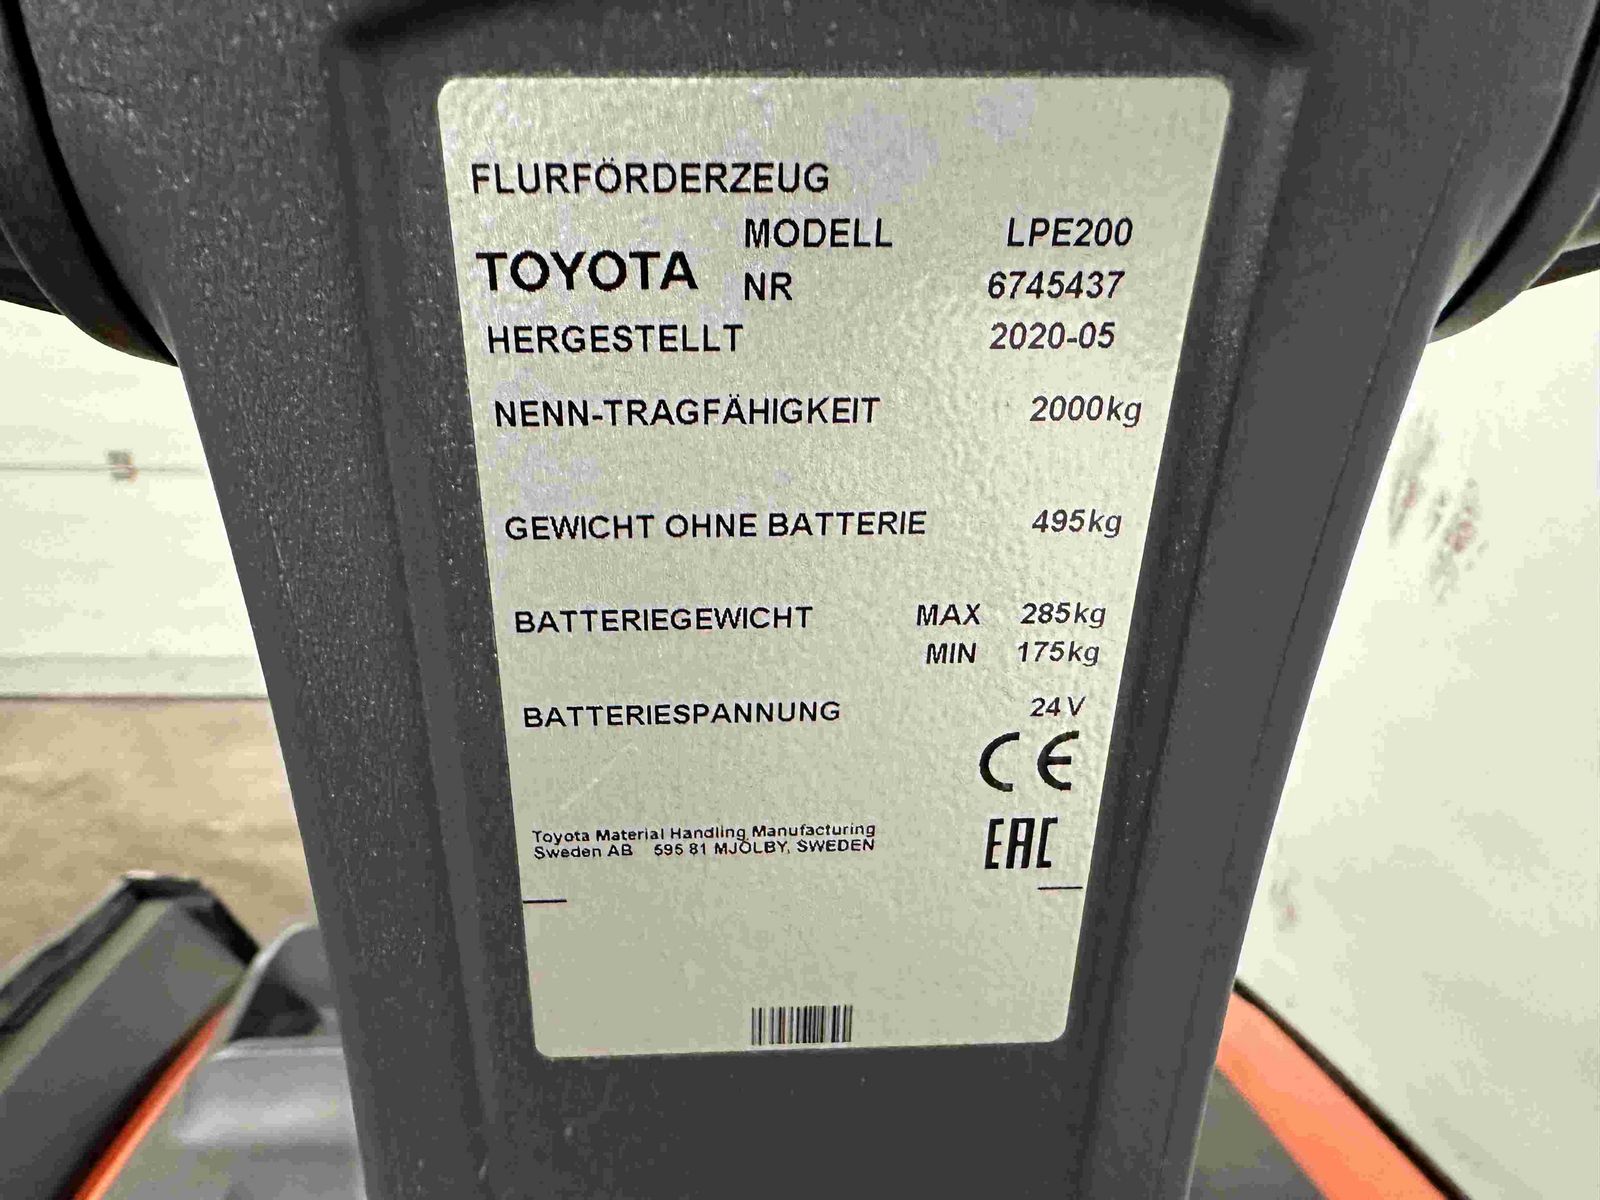 FLURFÖRDERZEUG
MODELL LPE200
TOYOTA NR 6745437
HERGESTELLT 2020-05
NENN-TRAGFÄHIGKEIT 2000kg
GEWICHT OHNE BATTERIE 495kg
BATTERIEGEWICHT MAX 285kg
MIN 175kg
BATTERIESPANNUNG 24V
CE
Toyota Material Handling Manufacturing
Sweden AB 595 81 MJÖLBY, SWEDEN
EAC